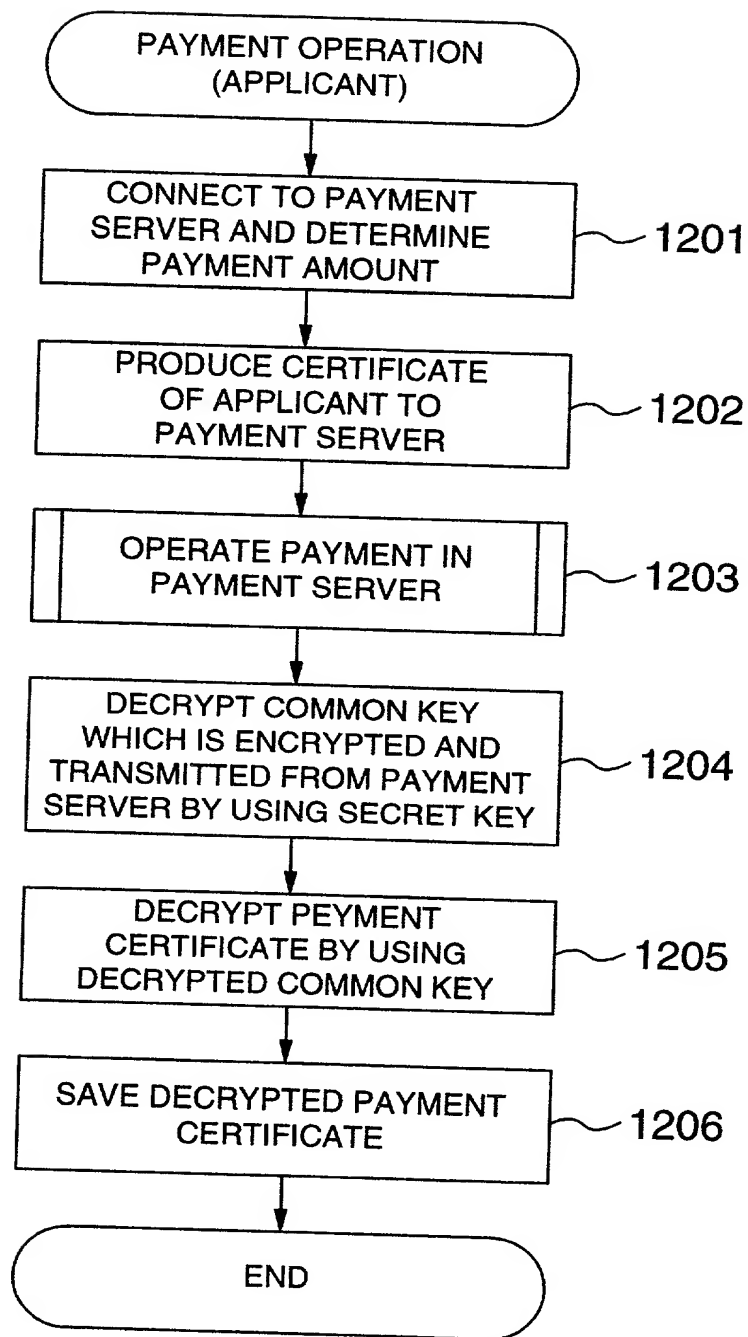 PAYMENT OPERATION
(APPLICANT)
CONNECT TO PAYMENT
SERVER AND DETERMINE
PAYMENT AMOUNT
1201
PRODUCE CERTIFICATE
OF APPLICANT TO
PAYMENT SERVER
1202
OPERATE PAYMENT IN
PAYMENT SERVER
1203
DECRYPT COMMON KEY
WHICH IS ENCRYPTED AND
TRANSMITTED FROM PAYMENT
SERVER BY USING SECRET KEY
1204
DECRYPT PEYMENT
CERTIFICATE BY USING
DECRYPTED COMMON KEY
1205
SAVE DECRYPTED PAYMENT
CERTIFICATE
1206
END